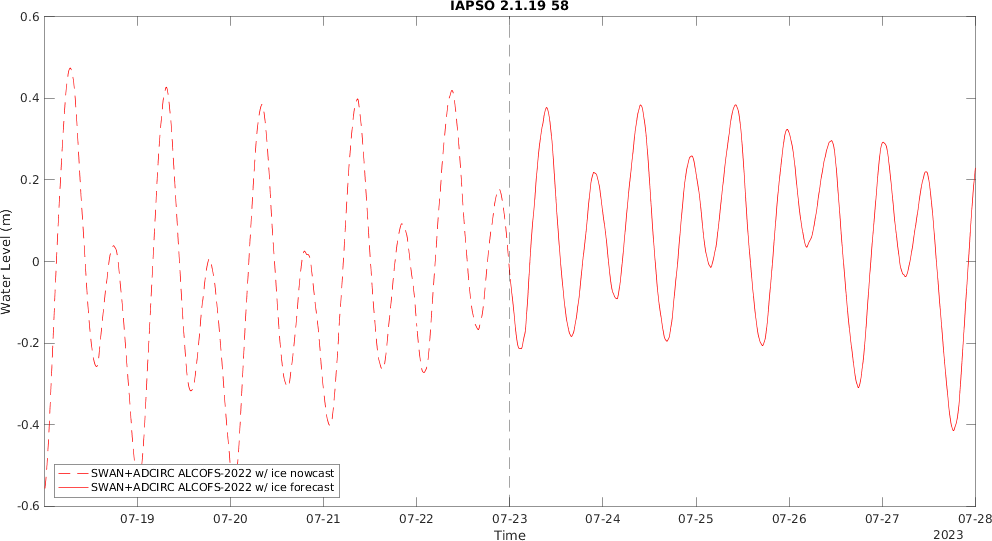 IAPSO 2.1.19 58
0.6
0.4
0.2
0
-0.2
-0.4
-0.6
Water Level (m)
SWAN+ADCIRC ALCOFS-2022 w/ ice nowcast
SWAN+ADCIRC ALCOFS-2022 w/ ice forecast
07-19 07-20 07-21 07-22 07-23 07-24 07-25 07-26 07-27 07-28
Time
2023